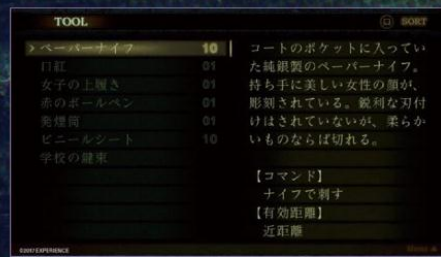 TOOL
SORT
ペーパーナイフ 10
口紅 01
女子の上履き 01
赤のボールペン 01
発煙筒 01
ビニールシート 10
学校の鍵束
コートのポケットに入ってい
た純銀製のペーパーナイフ。
持ち手に美しい女性の顔が、
彫刻されている。鋭利な刃付
けはされていないが、柔らか
いものならば切れる。
【コマンド】
ナイフで刺す
【有効距離】
近距離
©2017 EXPERIENCE